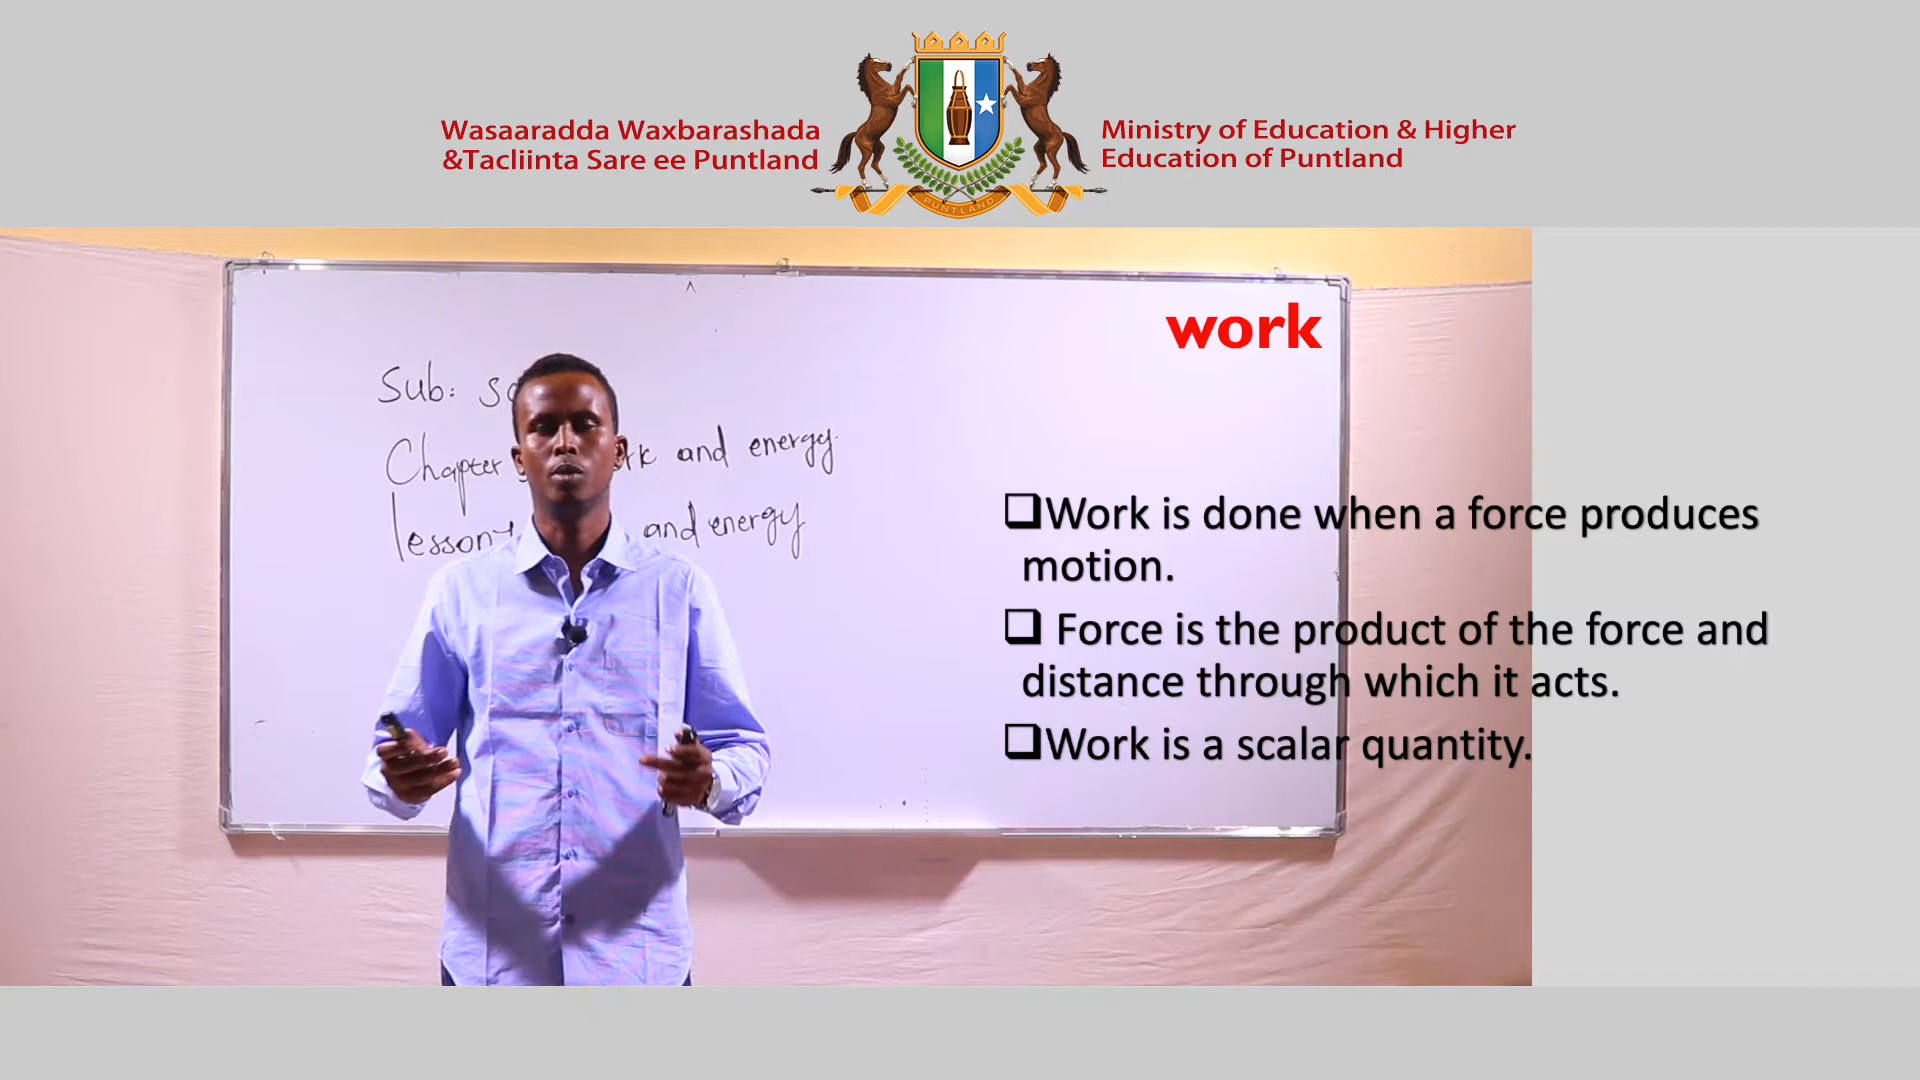 Wasaaradda Waxbarashada
&Tacliinta Sare ee Puntland
Ministry of Education & Higher
Education of Puntland
PUNTLAND
work
Sub:
Chapter and energy.
lesson and energy
❑Work is done when a force produces
motion.
❑ Force is the product of the force and
distance through which it acts.
❑Work is a scalar quantity.